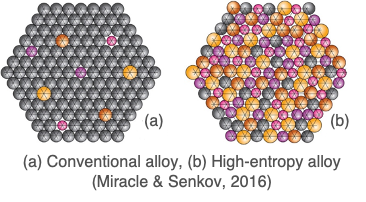 (a)
(b)
(a) Conventional alloy, (b) High-entropy alloy
(Miracle & Senkov, 2016)